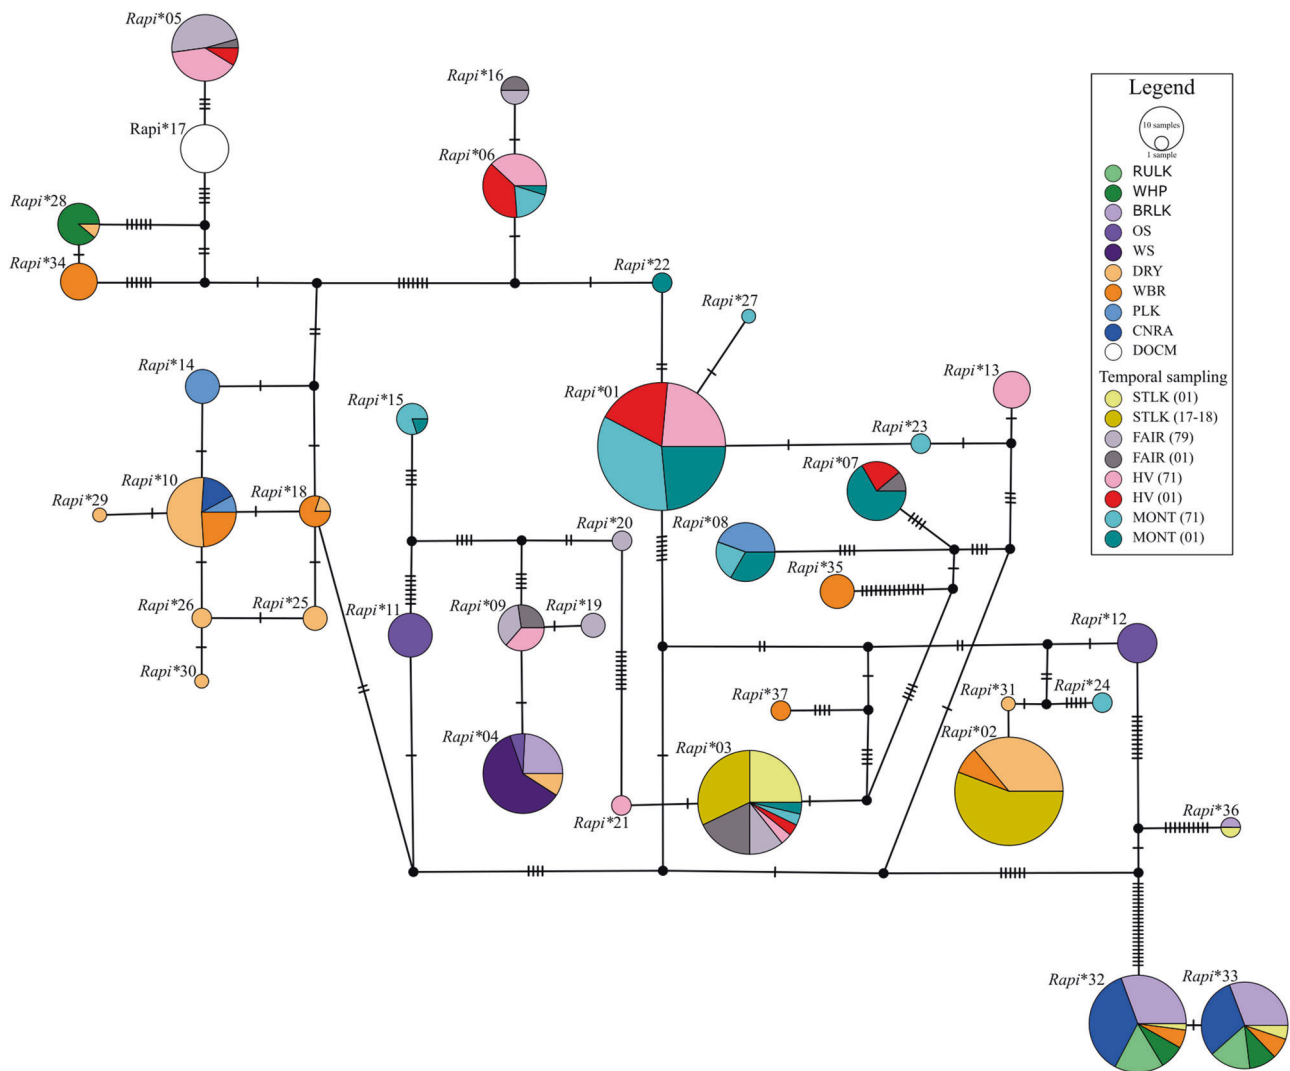 Rapi*05
Rapi*16
Legend
10 samples
1 sample
Rapi*17
Rapi*06
RULK
WHP
BRLK
OS
WS
DRY
WBR
PLK
CNRA
DOCM
Temporal sampling
STLK (01)
STLK (17-18)
FAIR (79)
FAIR (01)
HV (71)
HV (01)
MONT (71)
MONT (01)
Rapi*28
Rapi*34
Rapi*22
Rapi*27
Rapi*14
Rapi*15
Rapi*01
Rapi*13
Rapi*23
Rapi*07
Rapi*10
Rapi*18
Rapi*29
Rapi*20
Rapi*08
Rapi*35
Rapi*26
Rapi*25
Rapi*11
Rapi*09
Rapi*19
Rapi*12
Rapi*30
Rapi*37
Rapi*31
Rapi*24
Rapi*04
Rapi*03
Rapi*02
Rapi*21
Rapi*36
Rapi*32
Rapi*33